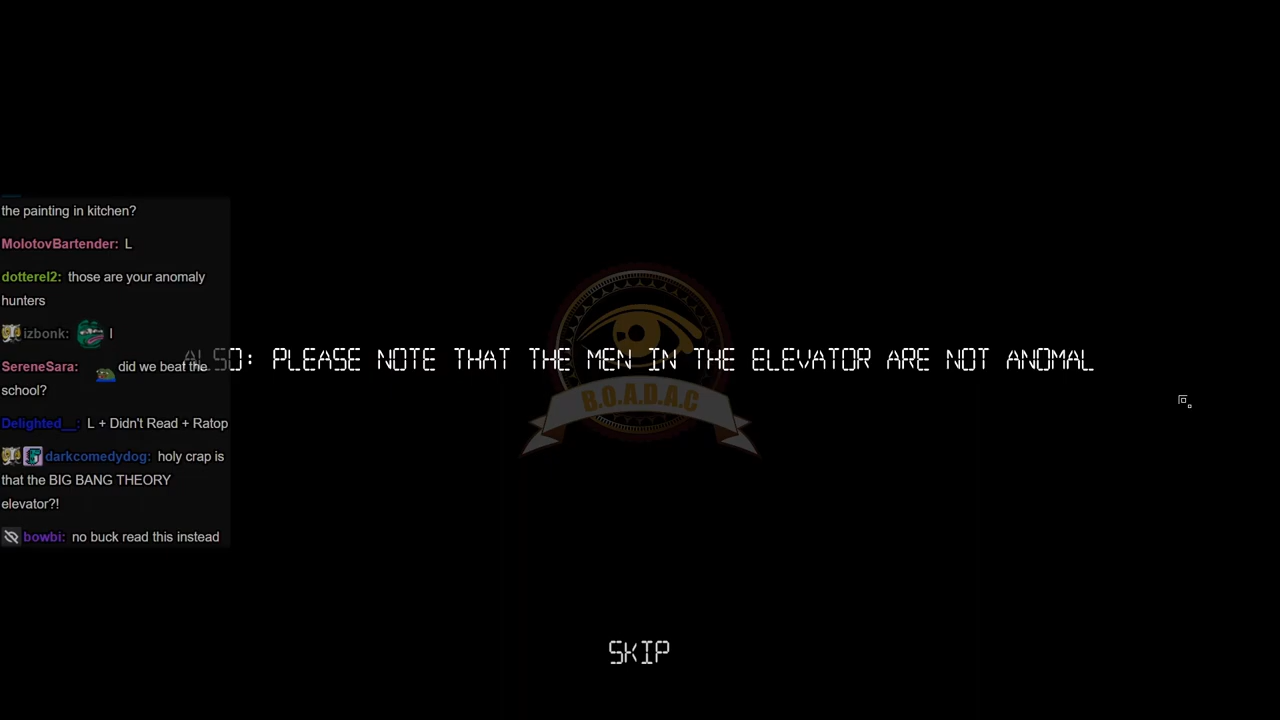 the painting in kitchen?
MolotovBartender: L
dotterel2: those are your anomaly
hunters
izbonk: I
ALSO: PLEASE NOTE THAT THE MEN IN THE ELEVATOR ARE NOT ANOMAL
SereneSara: did we beat the
school?
B.O.A.D.A.C
Delighted__: L + Didn't Read + Ratop
darkcomedydog: holy crap is
that the BIG BANG THEORY
elevator?!
bowbi: no buck read this instead
SKIP